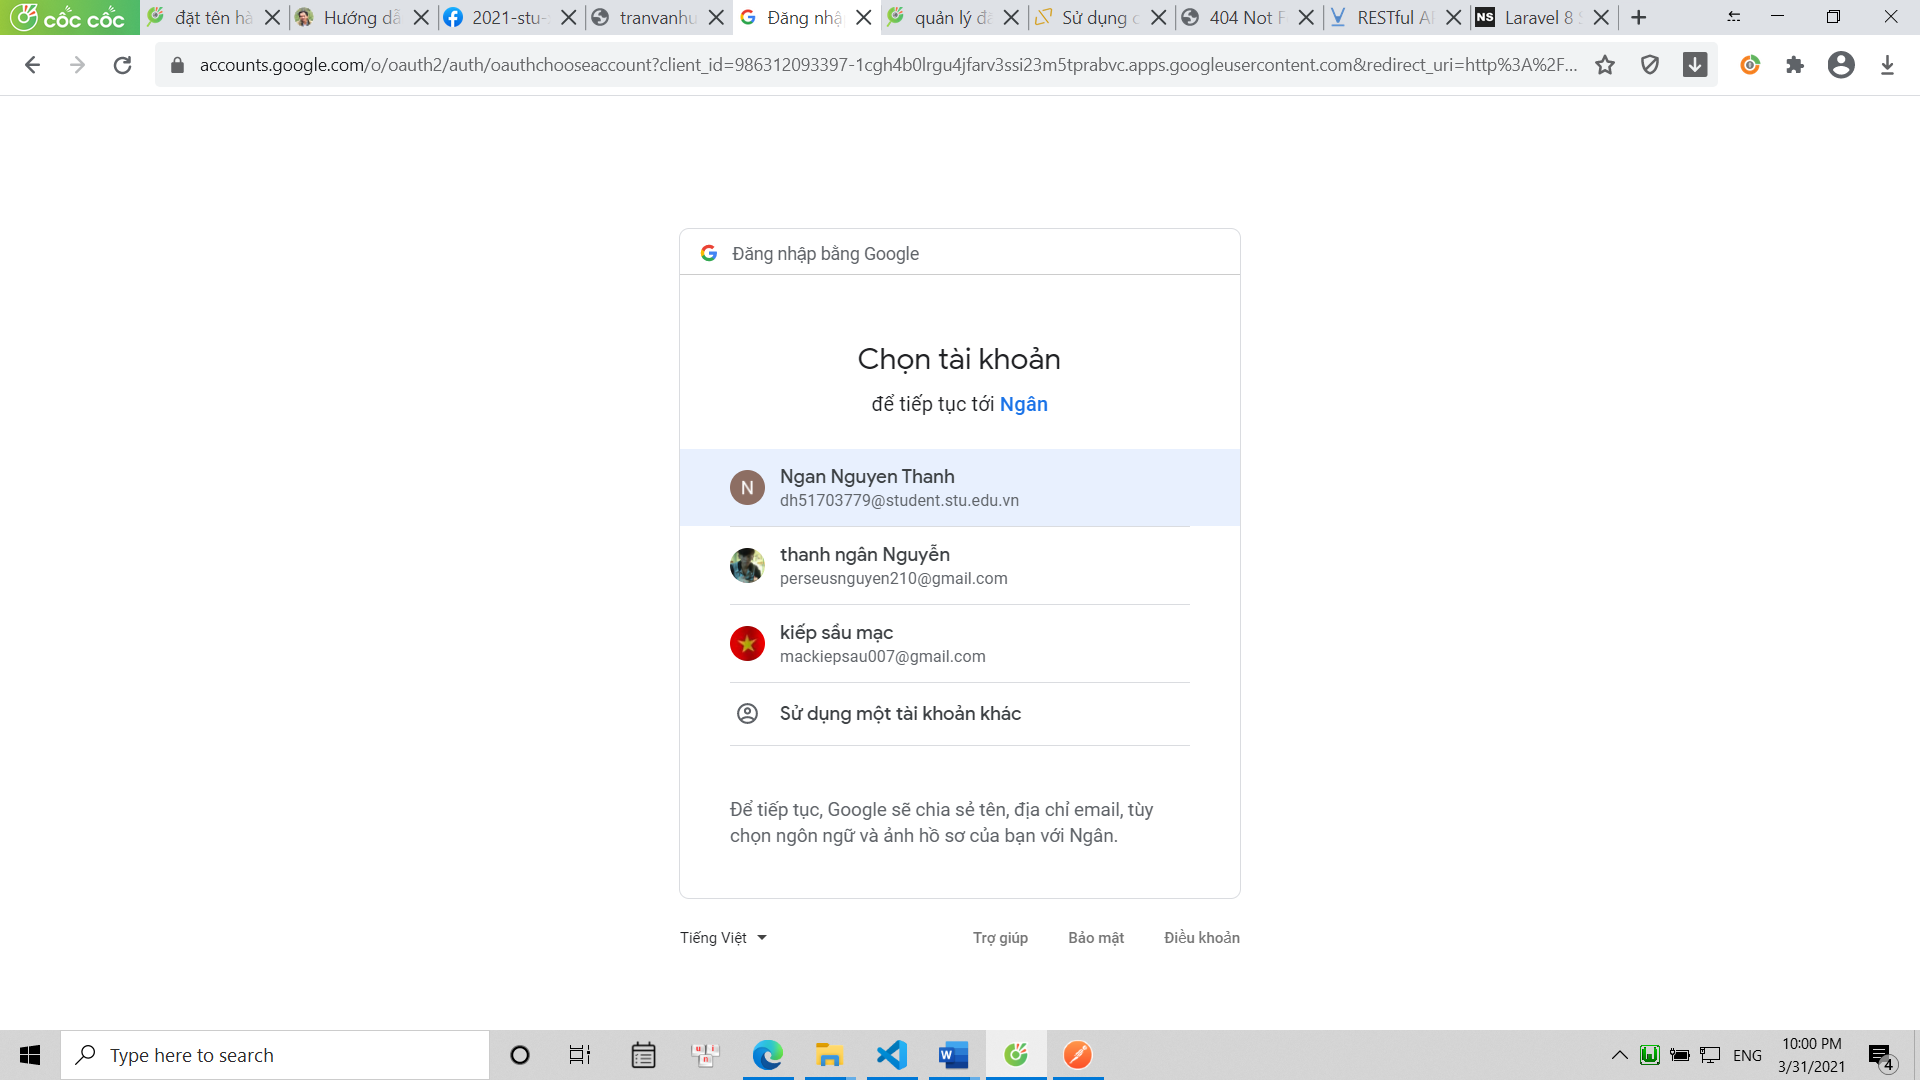 cốc cốc
đặt tên hà
Hướng dẫ
2021-stu-
tranvanhu
Đăng nhậ
quản lý đ
Sử dụng
404 Not F
RESTful A
NS Laravel 8 S
accounts.google.com/o/oauth2/auth/oauthchooseaccount?client_id=986312093397-1cgh4b0lrgu4jfarv3ssi23m5tprabvc.apps.googleusercontent.com&redirect_uri=http%3A%2F...
Đăng nhập bằng Google
Chọn tài khoản
để tiếp tục tới Ngân
N
Ngan Nguyen Thanh
dh51703779@student.stu.edu.vn
thanh ngân Nguyễn
perseusnguyen210@gmail.com
kiếp sầu mạc
mackiepsau007@gmail.com
Sử dụng một tài khoản khác
Để tiếp tục, Google sẽ chia sẻ tên, địa chỉ email, tùy
chọn ngôn ngữ và ảnh hồ sơ của bạn với Ngân.
Tiếng Việt
Trợ giúp
Bảo mật
Điều khoản
Type here to search
ENG
10:00 PM
3/31/2021
4